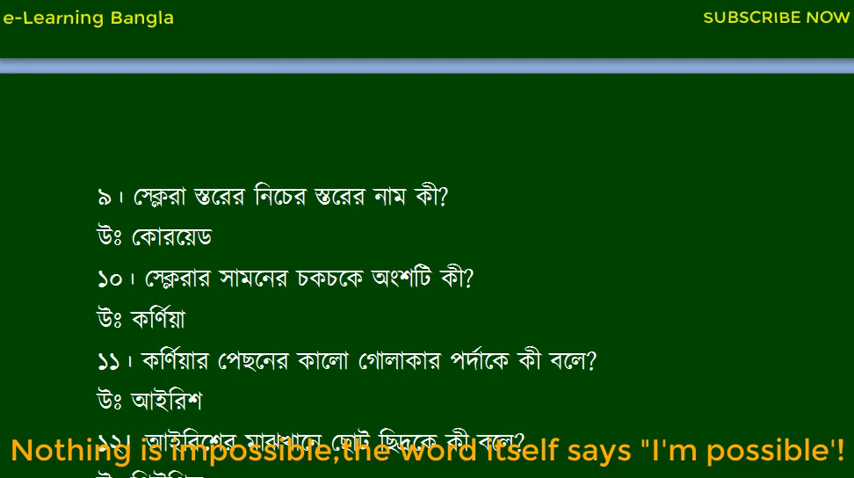 e-Learning Bangla
SUBSCRIBE NOW
৯। স্ক্লেরা স্তরের নিচের স্তরের নাম কী?
উঃ কোরয়েড
১০। স্ক্লেরার সামনের চকচকে অংশটি কী?
উঃ কর্ণিয়া
১১। কর্ণিয়ার পেছনের কালো গোলাকার পর্দাকে কী বলে?
উঃ আইরিশ
১২। আইরিশের মাঝখানে ছোট ছিদ্রকে কী বলে?
Nothing is impossible,the word itself says "I'm possible'!
উঃ